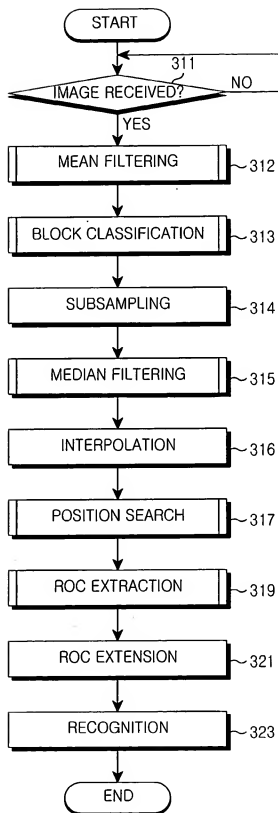 START
311
IMAGE RECEIVED?
NO
YES
MEAN FILTERING
312
BLOCK CLASSIFICATION
313
SUBSAMPLING
314
MEDIAN FILTERING
315
INTERPOLATION
316
POSITION SEARCH
317
ROC EXTRACTION
319
ROC EXTENSION
321
RECOGNITION
323
END